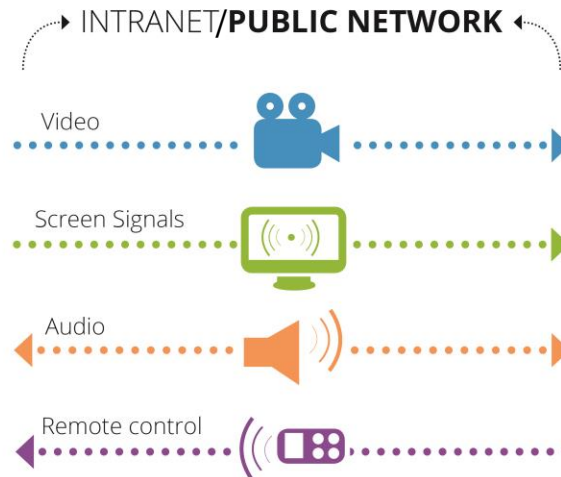 INTRANET/PUBLIC NETWORK
Video
Screen Signals
Audio
Remote control